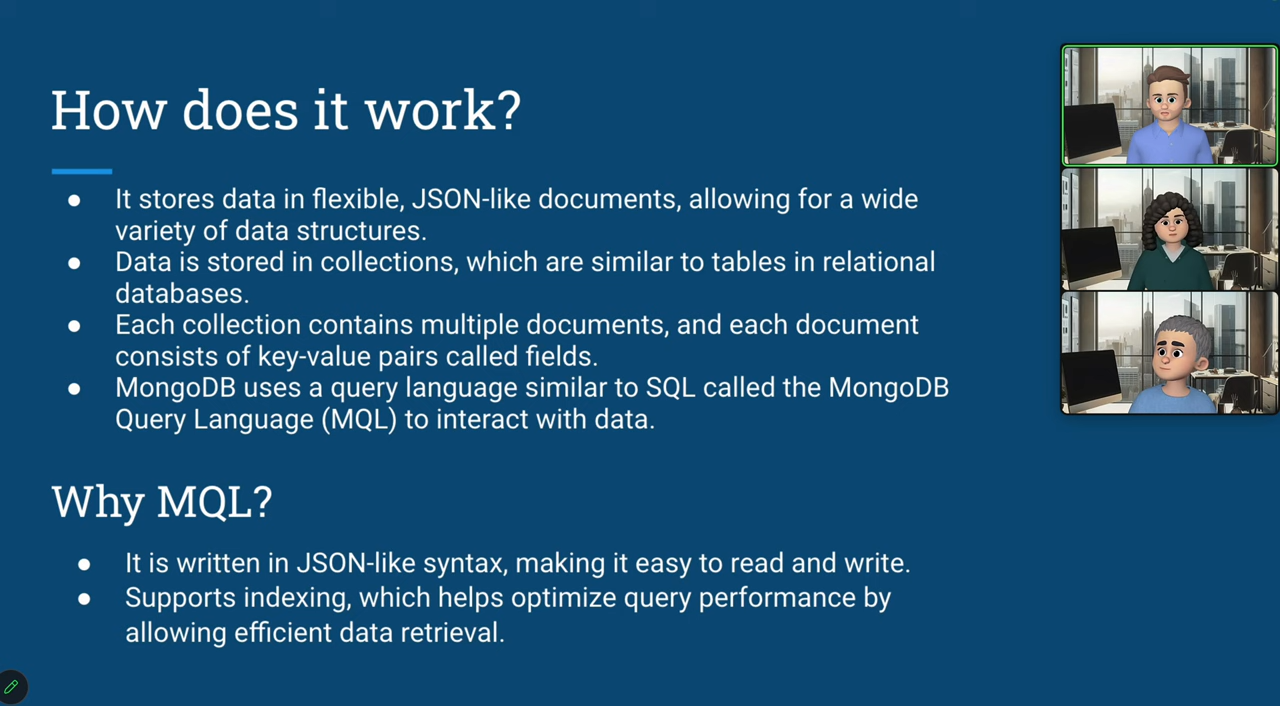 How does it work?
● It stores data in flexible, JSON-like documents, allowing for a wide
variety of data structures.
● Data is stored in collections, which are similar to tables in relational
databases.
● Each collection contains multiple documents, and each document
consists of key-value pairs called fields.
● MongoDB uses a query language similar to SQL called the MongoDB
Query Language (MQL) to interact with data.
Why MQL?
● It is written in JSON-like syntax, making it easy to read and write.
● Supports indexing, which helps optimize query performance by
allowing efficient data retrieval.